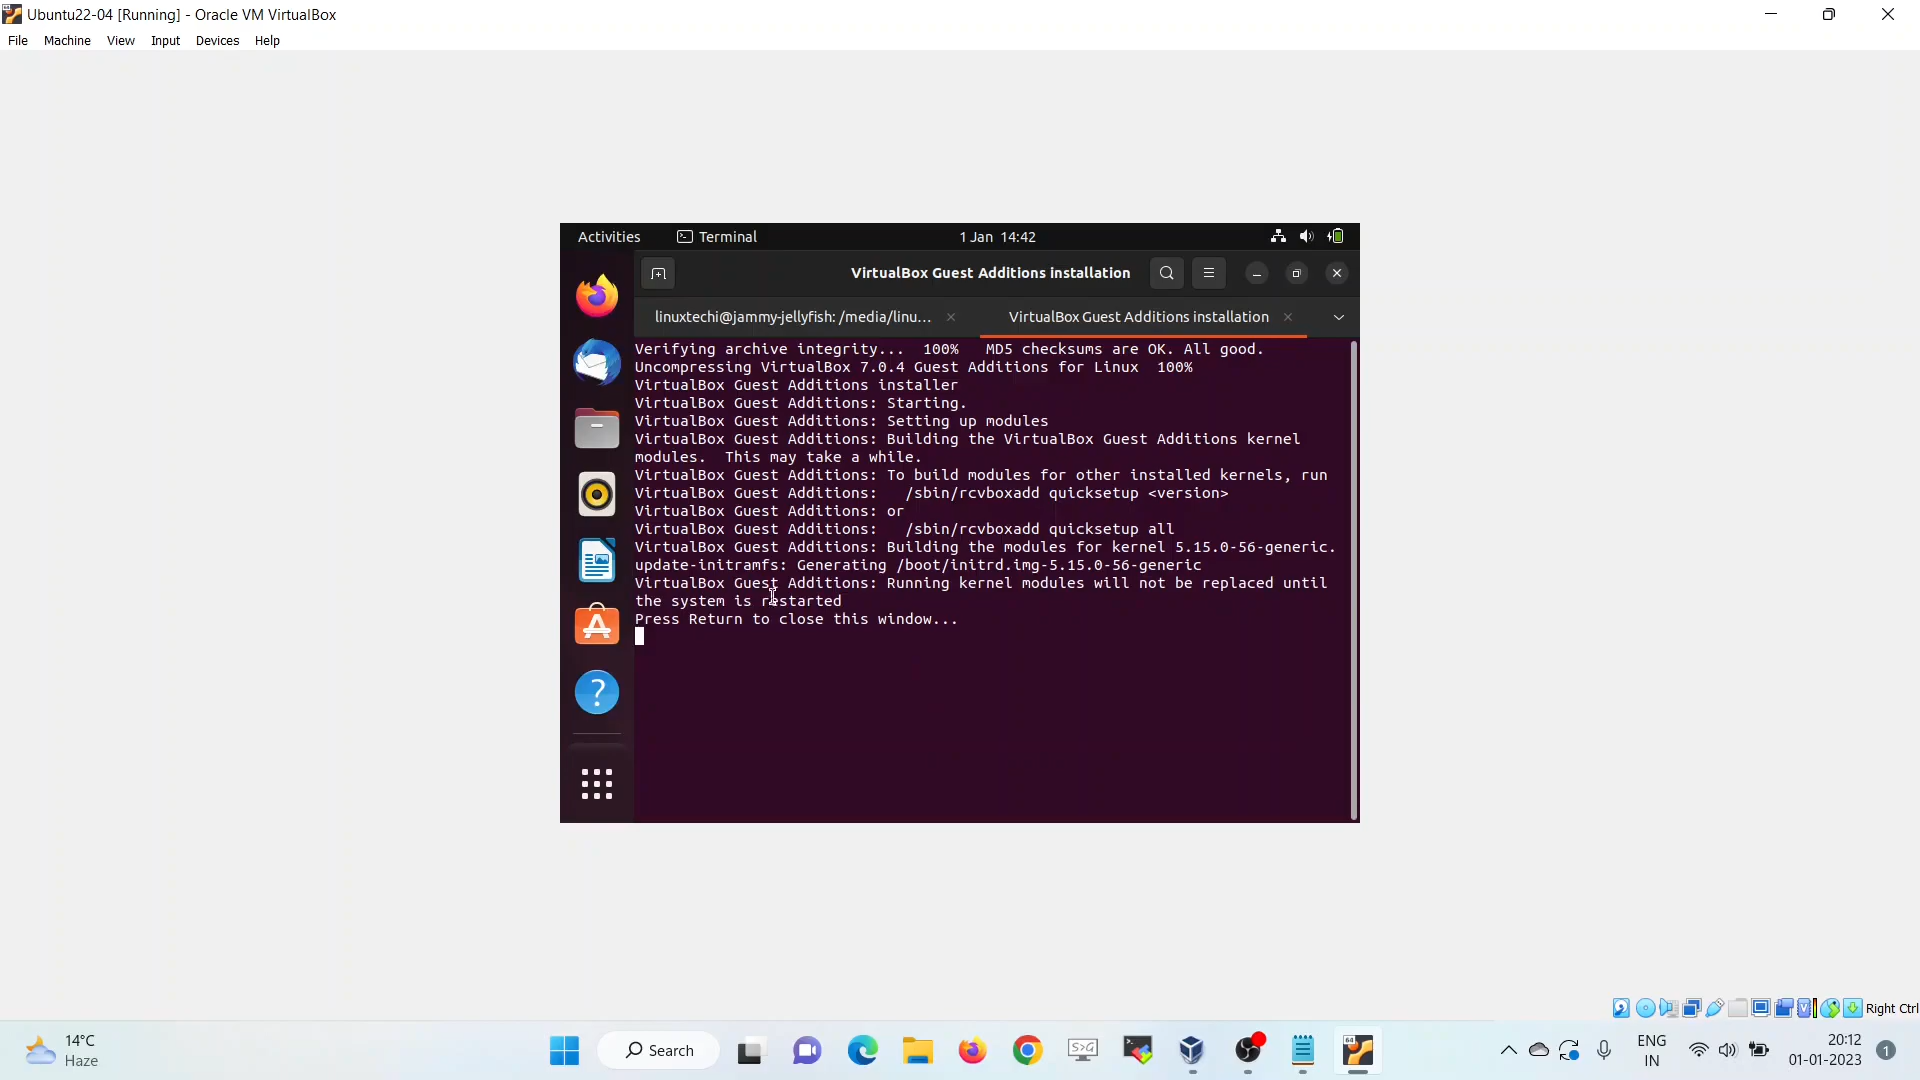 Ubuntu22-04 [Running] - Oracle VM VirtualBox
File Machine View Input Devices Help
Activities Terminal 1 Jan 14:42
VirtualBox Guest Additions installation
linuxtechi@jammy-jellyfish: /media/linu... VirtualBox Guest Additions installation
Verifying archive integrity... 100% MD5 checksums are OK. All good.
Uncompressing VirtualBox 7.0.4 Guest Additions for Linux 100%
VirtualBox Guest Additions installer
VirtualBox Guest Additions: Starting.
VirtualBox Guest Additions: Setting up modules
VirtualBox Guest Additions: Building the VirtualBox Guest Additions kernel
modules. This may take a while.
VirtualBox Guest Additions: To build modules for other installed kernels, run
VirtualBox Guest Additions: /sbin/rcvboxadd quicksetup <version>
VirtualBox Guest Additions: or
VirtualBox Guest Additions: /sbin/rcvboxadd quicksetup all
VirtualBox Guest Additions: Building the modules for kernel 5.15.0-56-generic.
update-initramfs: Generating /boot/initrd.img-5.15.0-56-generic
VirtualBox Guest Additions: Running kernel modules will not be replaced until
the system is restarted
Press Return to close this window...
Right Ctrl
14°C
Haze
Search
S>G
64
ENG
IN
20:12
01-01-2023
1